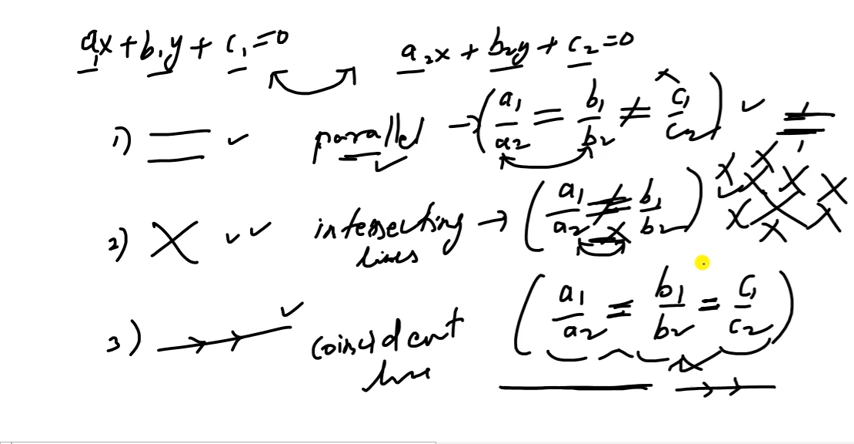 a₁x + b₁y + c₁ = 0 a₂x + b₂y + c₂ = 0
1) parallel → (a₁/a₂ = b₁/b₂ ≠ c₁/c₂)
2) intersecting → (a₁/a₂ ≠ b₁/b₂)
lines
3) coincident (a₁/a₂ = b₁/b₂ = c₁/c₂)
line